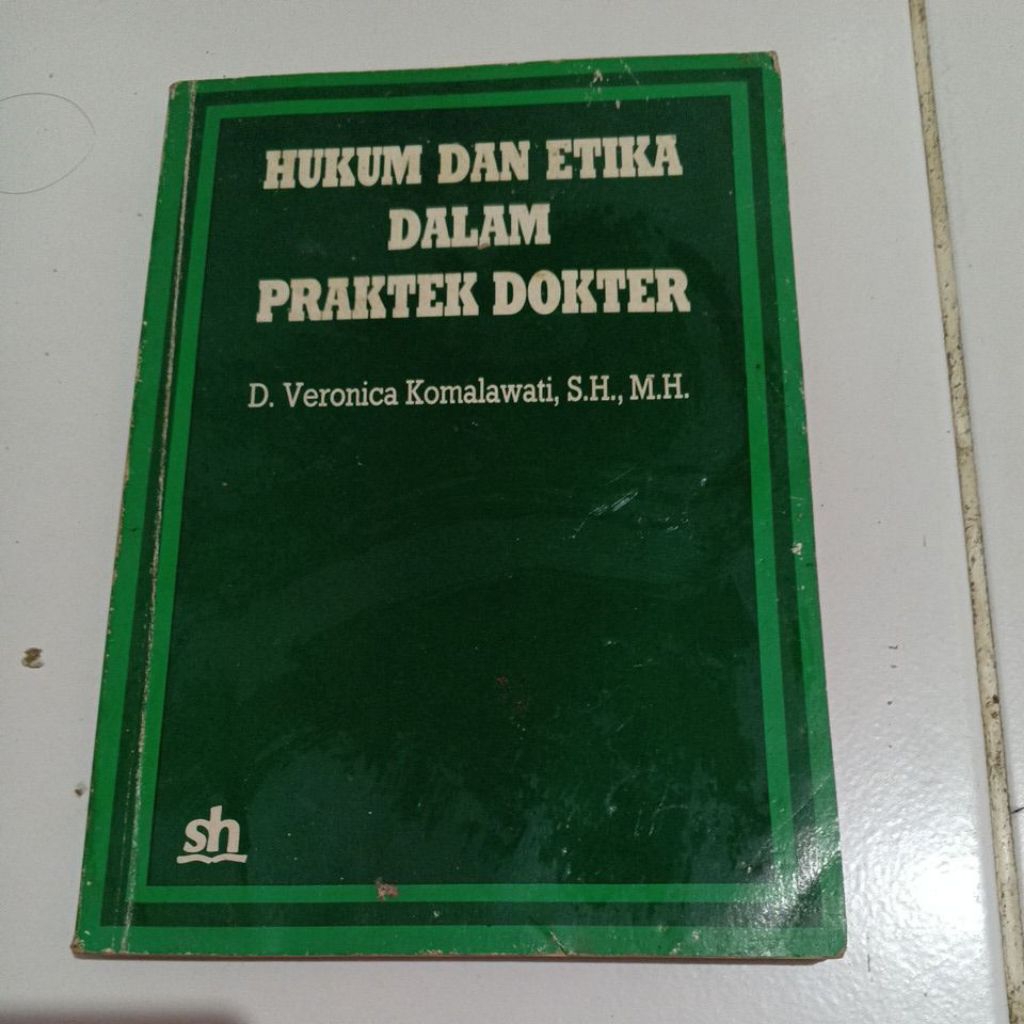 HUKUM DAN ETIKA
DALAM
PRAKTEK DOKTER
D. Veronica Komalawati, S.H., M.H.
sh